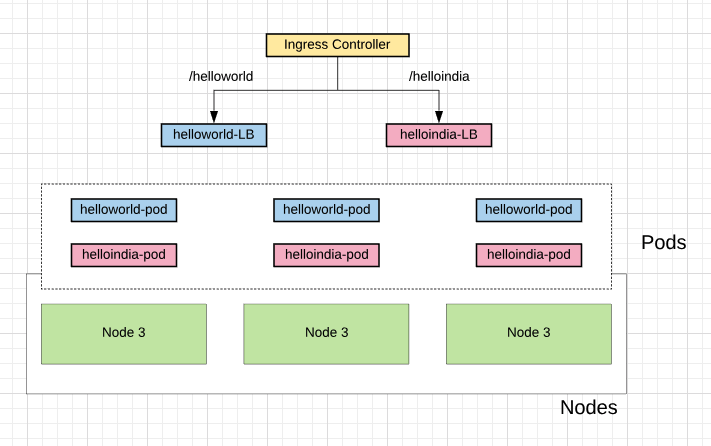 Ingress Controller
/helloworld
/helloindia
helloworld-LB
helloindia-LB
helloworld-pod
helloworld-pod
helloworld-pod
Pods
helloindia-pod
helloindia-pod
helloindia-pod
Node 3
Node 3
Node 3
Nodes